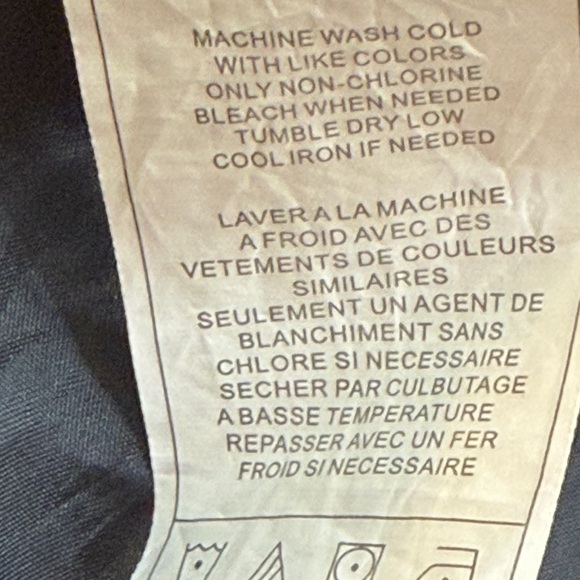 MACHINE WASH COLD
WITH LIKE COLORS
ONLY NON-CHLORINE
BLEACH WHEN NEEDED
TUMBLE DRY LOW
COOL IRON IF NEEDED
LAVER A LA MACHINE
A FROID AVEC DES
VETEMENTS DE COULEURS
SIMILAIRES
SEULEMENT UN AGENT DE
BLANCHIMENT SANS
CHLORE SI NECESSAIRE
SECHER PAR CULBUTAGE
A BASSE TEMPERATURE
REPASSER AVEC UN FER
FROID SI NECESSAIRE